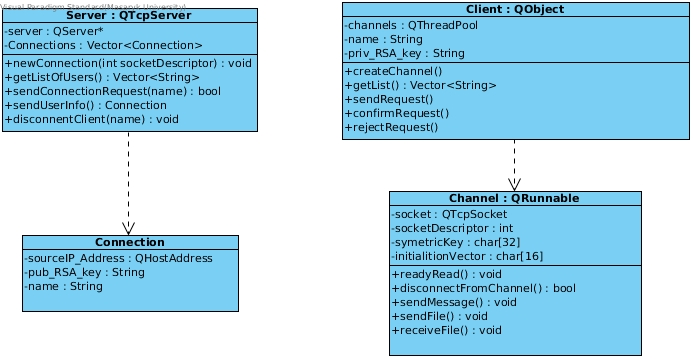 Visual Paradigm Standard(Masaryk University)
Server : QTcpServer
-server : QServer*
-Connections : Vector<Connection>
+newConnection(int socketDescriptor) : void
+getListOfUsers() : Vector<String>
+sendConnectionRequest(name) : bool
+sendUserInfo() : Connection
+disconnentClient(name) : void
Client : QObject
-channels : QThreadPool
-name : String
-priv_RSA_key : String
+createChannel()
+getList() : Vector<String>
+sendRequest()
+confirmRequest()
+rejectRequest()
Connection
-sourceIP_Address : QHostAddress
-pub_RSA_key : String
-name : String
Channel : QRunnable
-socket : QTcpSocket
-socketDescriptor : int
-symetricKey : char[32]
-initialitionVector : char[16]
+readyRead() : void
+disconnectFromChannel() : bool
+sendMessage() : void
+sendFile() : void
+receiveFile() : void